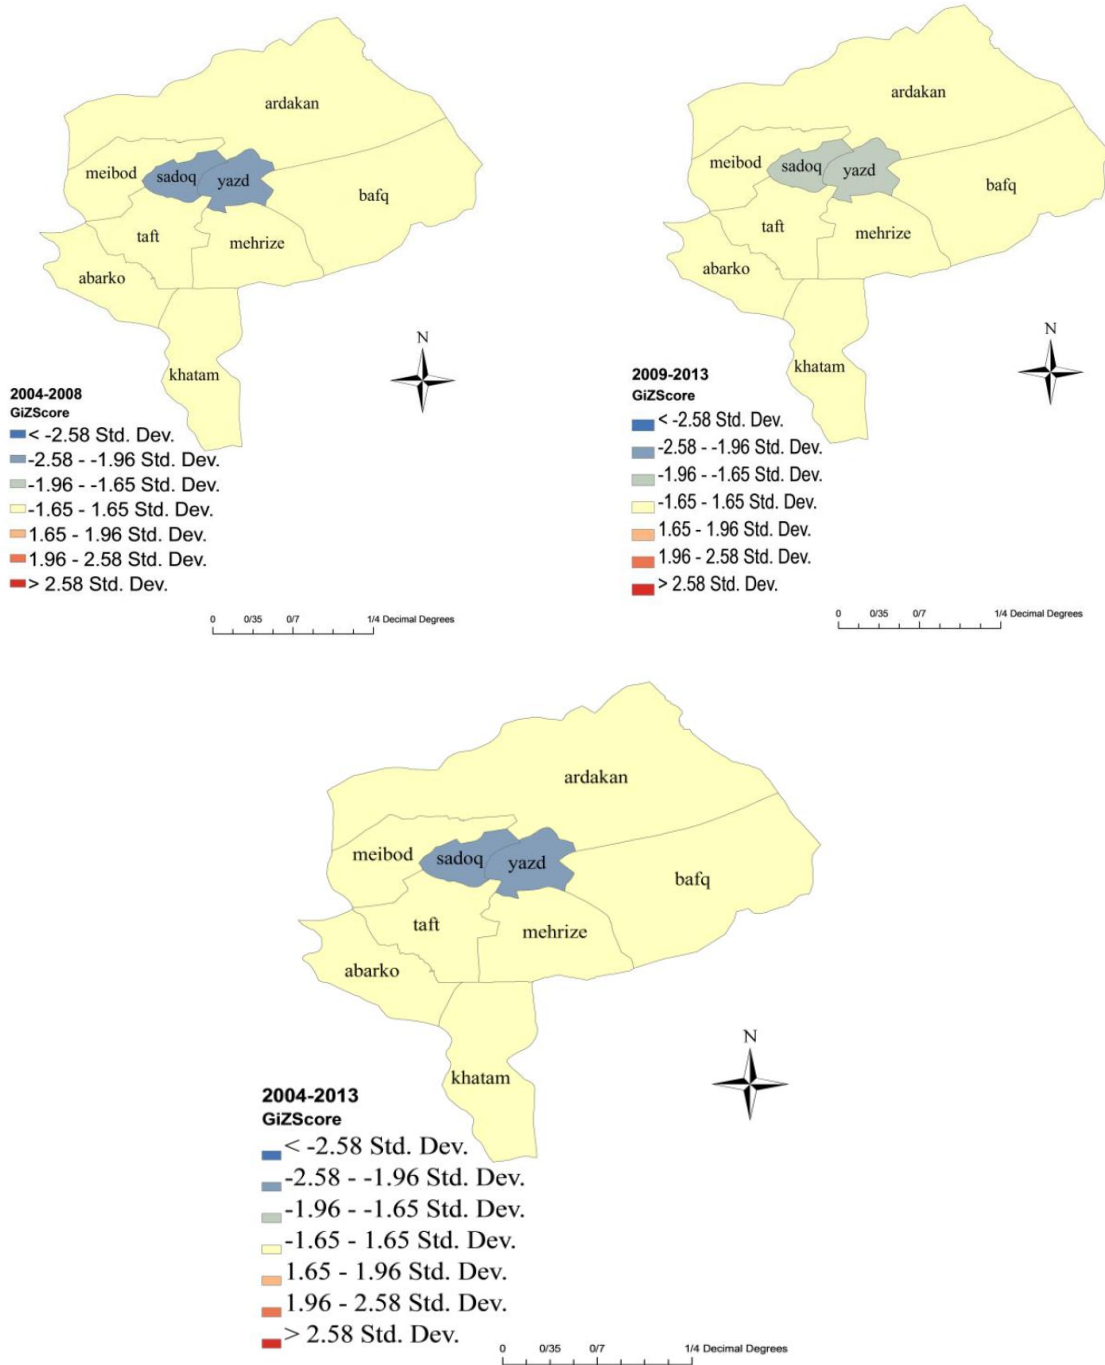 ardakan
meibod
sadoq
yazd
bafq
taft
mehrize
abarko
khatam
N
2004-2008
GiZScore
< -2.58 Std. Dev.
-2.58 - -1.96 Std. Dev.
-1.96 - -1.65 Std. Dev.
-1.65 - 1.65 Std. Dev.
1.65 - 1.96 Std. Dev.
1.96 - 2.58 Std. Dev.
> 2.58 Std. Dev.
0 0/35 0/7 1/4 Decimal Degrees
ardakan
meibod
sadoq
yazd
bafq
taft
mehrize
abarko
khatam
N
2009-2013
GiZScore
< -2.58 Std. Dev.
-2.58 - -1.96 Std. Dev.
-1.96 - -1.65 Std. Dev.
-1.65 - 1.65 Std. Dev.
1.65 - 1.96 Std. Dev.
1.96 - 2.58 Std. Dev.
> 2.58 Std. Dev.
0 0/35 0/7 1/4 Decimal Degrees
ardakan
meibod
sadoq
yazd
bafq
taft
mehrize
abarko
khatam
N
2004-2013
GiZScore
< -2.58 Std. Dev.
-2.58 - -1.96 Std. Dev.
-1.96 - -1.65 Std. Dev.
-1.65 - 1.65 Std. Dev.
1.65 - 1.96 Std. Dev.
1.96 - 2.58 Std. Dev.
> 2.58 Std. Dev.
0 0/35 0/7 1/4 Decimal Degrees